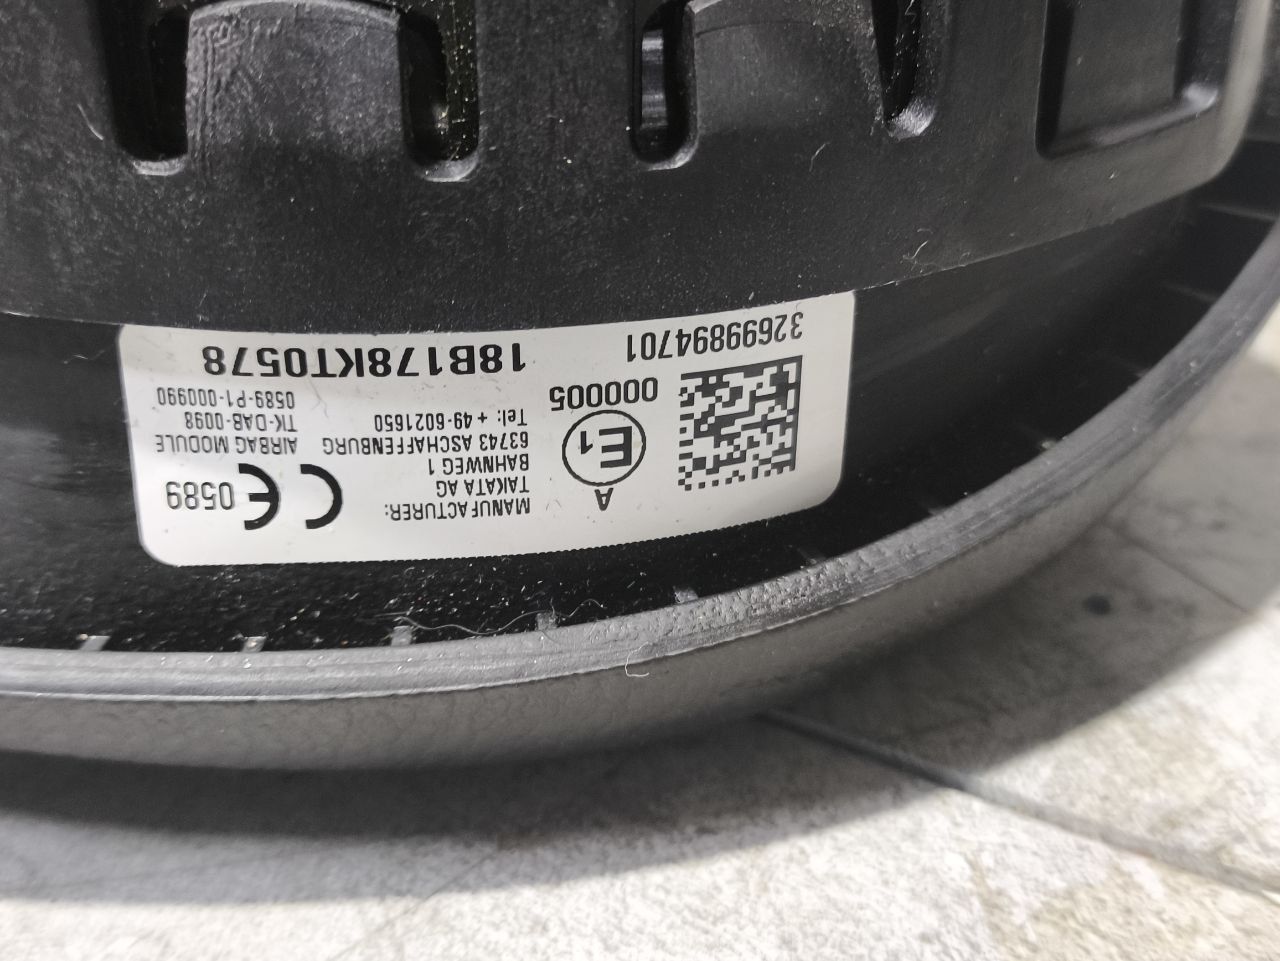 MANUFACTURER:
TAKATA AG
BAHNWEG 1
63743 ASCHAFFENBURG
Tel: + 49-6021650
CE 0589
AIRBAG MODULE
TK-DAB-0098
0589-P1-000990
18B178KT0578
A
E1
000005
32699894701